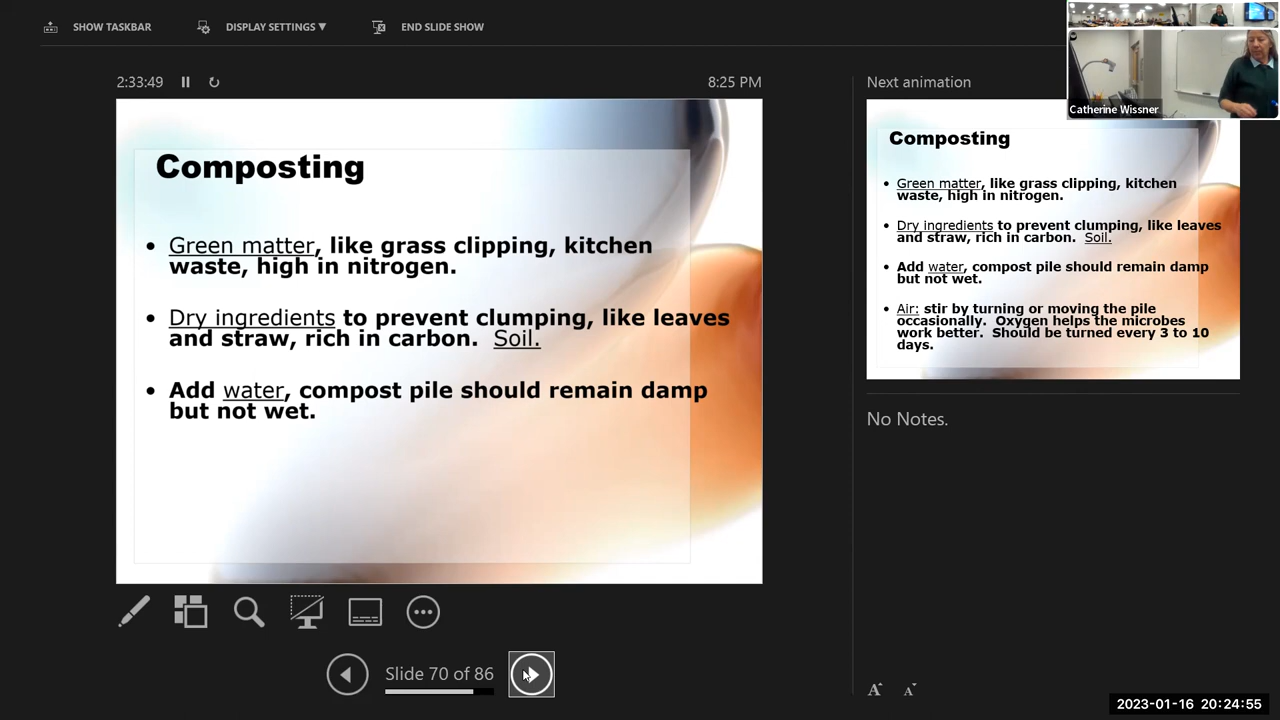 SHOW TASKBAR
DISPLAY SETTINGS ▼
END SLIDE SHOW
2:33:49
8:25 PM
Composting
• Green matter, like grass clipping, kitchen
waste, high in nitrogen.
• Dry ingredients to prevent clumping, like leaves
and straw, rich in carbon. Soil.
• Add water, compost pile should remain damp
but not wet.
Slide 70 of 86
Next animation
Catherine Wissner
Composting
• Green matter, like grass clipping, kitchen
waste, high in nitrogen.
• Dry ingredients to prevent clumping, like leaves
and straw, rich in carbon. Soil.
• Add water, compost pile should remain damp
but not wet.
• Air: stir by turning or moving the pile
occasionally. Oxygen helps the microbes
work better. Should be turned every 3 to 10
days.
No Notes.
A A
2023-01-16 20:24:55